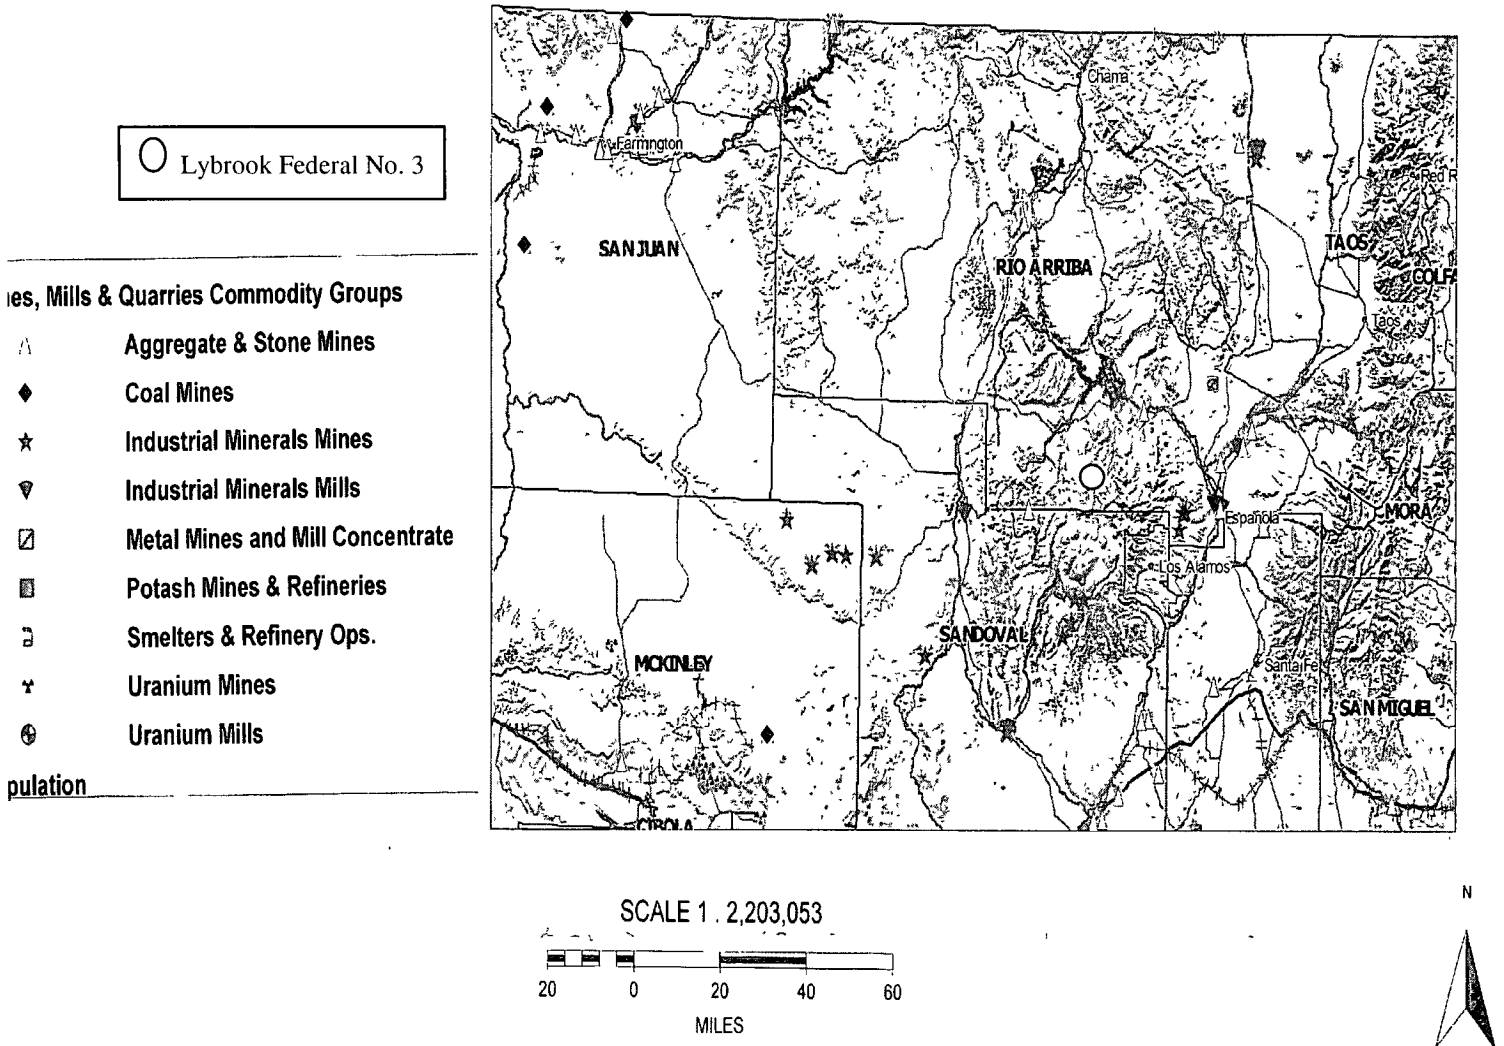 Lybrook Federal No. 3
ies, Mills & Quarries Commodity Groups
Aggregate & Stone Mines
Coal Mines
Industrial Minerals Mines
Industrial Minerals Mills
Metal Mines and Mill Concentrate
Potash Mines & Refineries
Smelters & Refinery Ops.
Uranium Mines
Uranium Mills
pulation
Chama
Farmington
Red R
SAN JUAN
TAOS
RIO ARRIBA
COLFA
Taos
MORA
Española
Los Alamos
SANDOVAL
MCKINLEY
Santa Fe
SAN MIGUEL
CIBOLA
SCALE 1 . 2,203,053
20 0 20 40 60
MILES
N